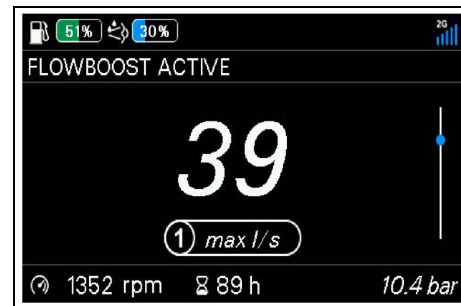 51% 30% 2G
FLOWBOOST ACTIVE
39
1 max l/s
1352 rpm 89 h 10.4 bar